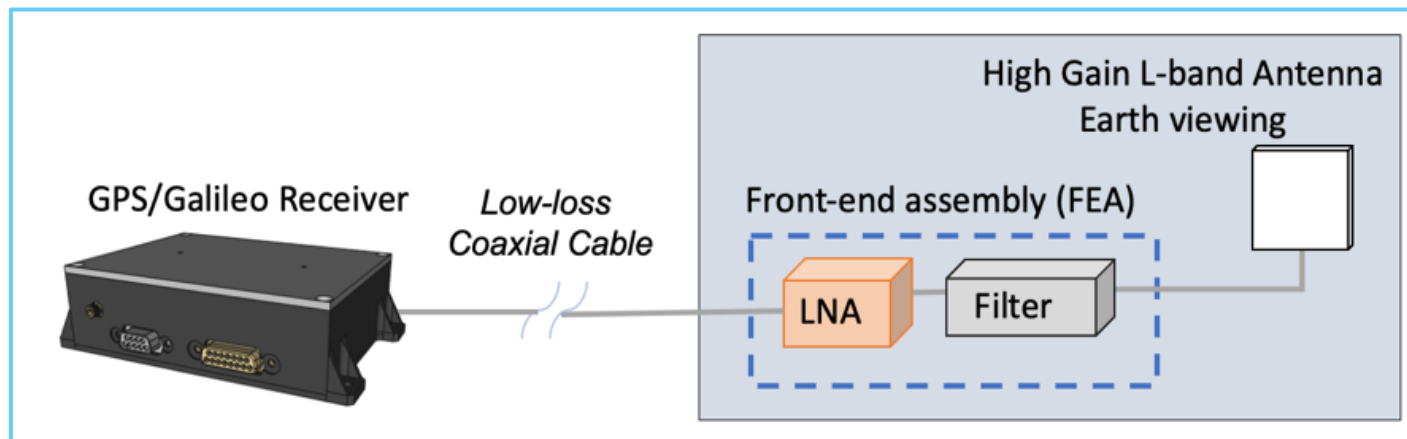 High Gain L-band Antenna
Earth viewing
GPS/Galileo Receiver
Low-loss
Coaxial Cable
Front-end assembly (FEA)
LNA
Filter